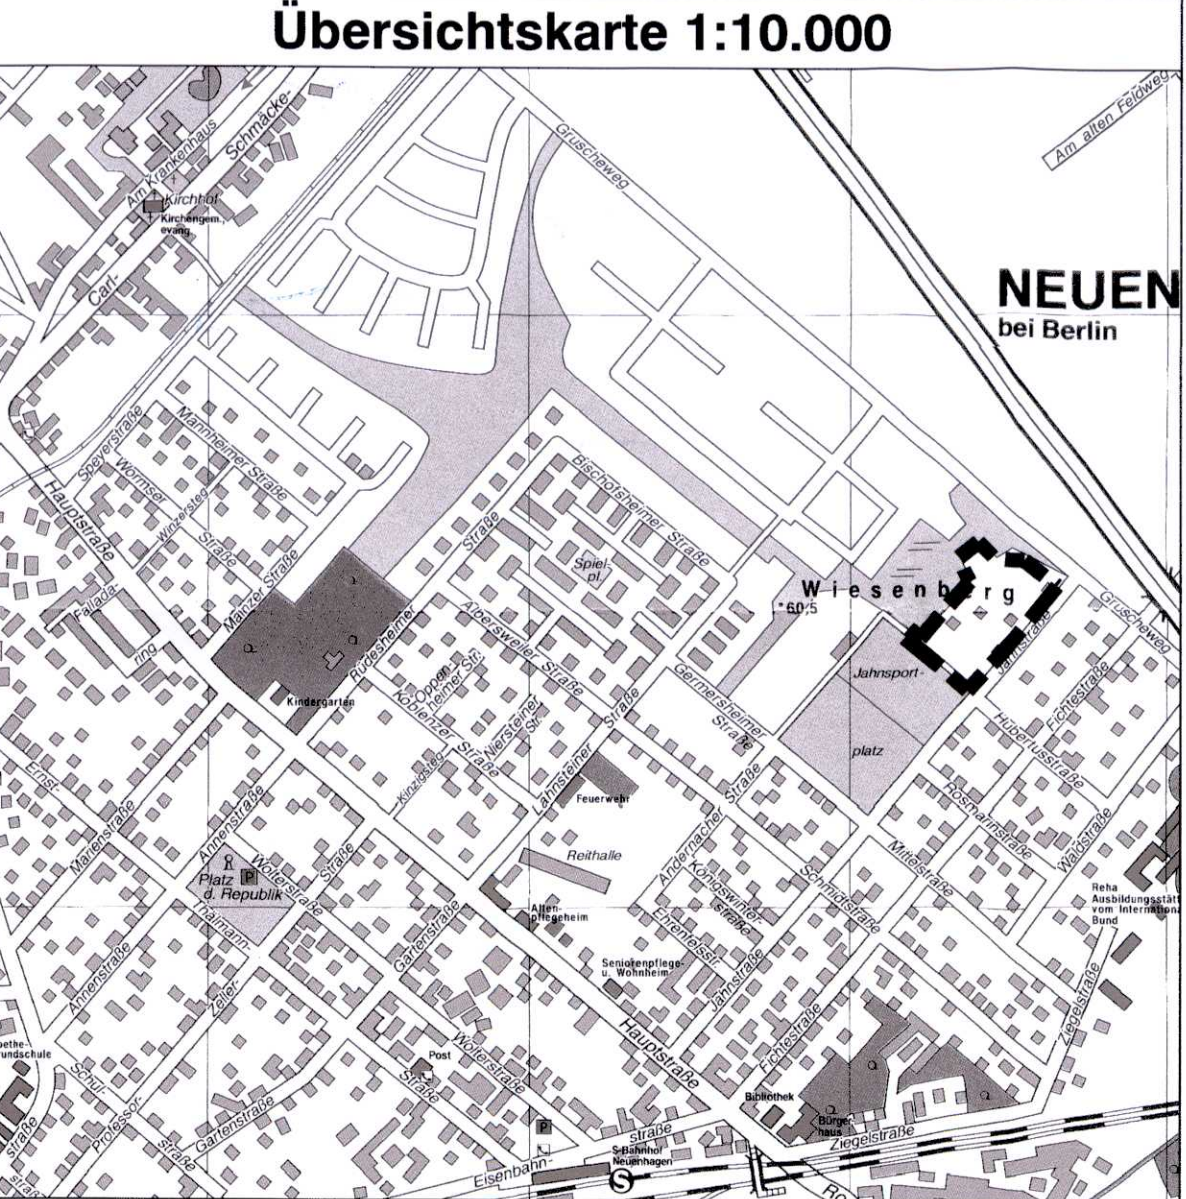 Übersichtskarte 1:10.000
Am alten Feldweg
Gruscheweg
Schmäcke-
Am Krankenhaus
Kirchhof
Kirchengem.,
evang.
Carl-
NEUEN
bei Berlin
Speyerstraße
Mannheimer Straße
Wormser
Straße
Winzersteg
Hauptstraße
Bischofsheimer Straße
Straße
Spiel-
pl.
Mainzer Straße
Fallada-
ring
Wiesenberg
60,5
Gruscheweg
Albersweiler Straße
Rüdesheimer
Kindergarten
Oppen-
heimer Str.
Koblenzer Straße
Niersteiner
Str.
Kinzigsteg
Straße
Germersheimer
Straße
Jahnsport-
platz
Jahnstraße
Fichtestraße
Hubertusstraße
Rosmarinstraße
Waldstraße
Ernst-
Marienstraße
Annenstraße
Feuerwehr
Reithalle
Andernacher Straße
Königswinter-
straße
Ehrenfelsstr.
Schmidtstraße
Mittelstraße
Platz
d. Republik
P
Wolterstraße
Straße
Gartenstraße
Alten-
pflegeheim
Seniorenpflege-
u. Wohnheim
Jahnstraße
Reha
Ausbildungsstätt
vom Internationa
Bund
Annenstraße
Zeiler-
Fichtestraße
Ziegelstraße
Hauptstraße
Post
Wolterstraße
Straße
Schul-
straße
Professor-
Gartenstraße
Bibliothek
Bürger
haus
Ziegelstraße
P
S-Bahnhof
Neuenhagen
S
Eisenbahn-
straße